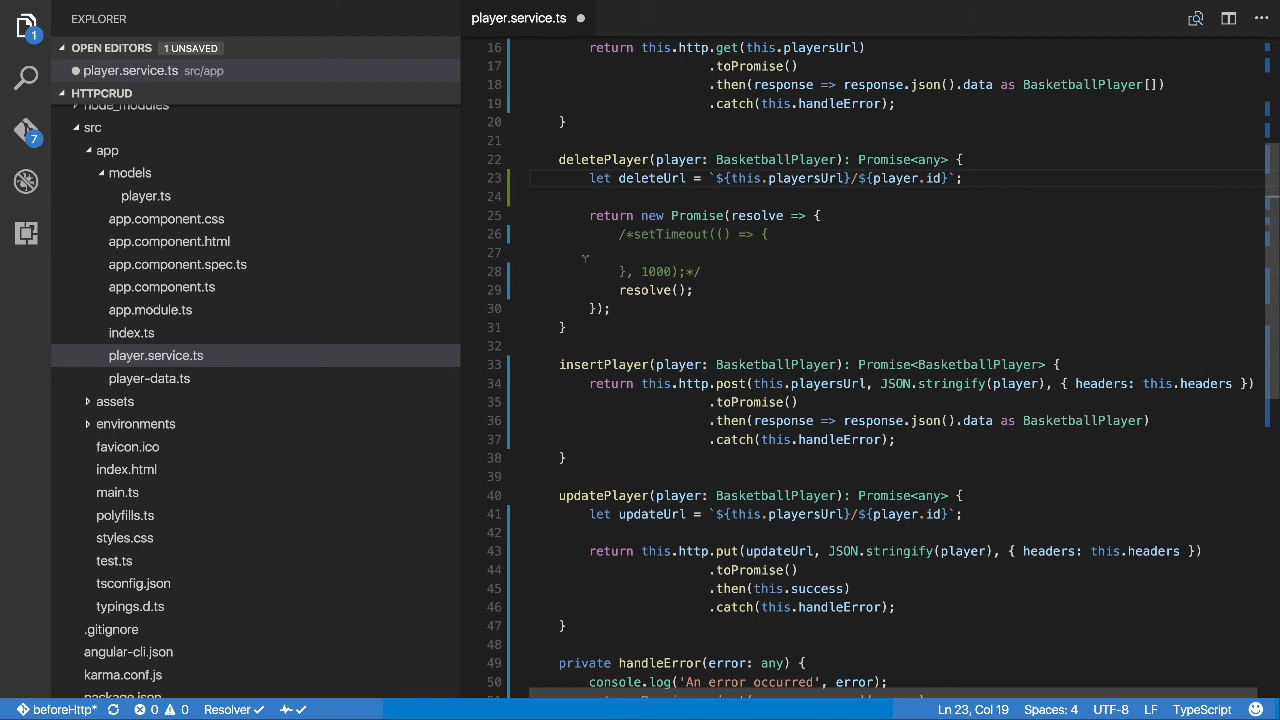 EXPLORER
OPEN EDITORS 1 UNSAVED
player.service.ts src/app
HTTPCRUD
node_modules
src
app
models
player.ts
app.component.css
app.component.html
app.component.spec.ts
app.component.ts
app.module.ts
index.ts
player.service.ts
player-data.ts
assets
environments
favicon.ico
index.html
main.ts
polyfills.ts
styles.css
test.ts
tsconfig.json
typings.d.ts
.gitignore
angular-cli.json
karma.conf.js
package.json
1
7
player.service.ts
16 return this.http.get(this.playersUrl)
17 .toPromise()
18 .then(response => response.json().data as BasketballPlayer[])
19 .catch(this.handleError);
20 }
21
22 deletePlayer(player: BasketballPlayer): Promise<any> {
23 let deleteUrl = `${this.playersUrl}/${player.id}`;
24
25 return new Promise(resolve => {
26 /*setTimeout(() => {
27
28 }, 1000);*/
29 resolve();
30 });
31 }
32
33 insertPlayer(player: BasketballPlayer): Promise<BasketballPlayer> {
34 return this.http.post(this.playersUrl, JSON.stringify(player), { headers: this.headers })
35 .toPromise()
36 .then(response => response.json().data as BasketballPlayer)
37 .catch(this.handleError);
38 }
39
40 updatePlayer(player: BasketballPlayer): Promise<any> {
41 let updateUrl = `${this.playersUrl}/${player.id}`;
42
43 return this.http.put(updateUrl, JSON.stringify(player), { headers: this.headers })
44 .toPromise()
45 .then(this.success)
46 .catch(this.handleError);
47 }
48
49 private handleError(error: any) {
50 console.log('An error occurred', error);
beforeHttp* 0 0 Resolver Ln 23, Col 19 Spaces: 4 UTF-8 LF TypeScript